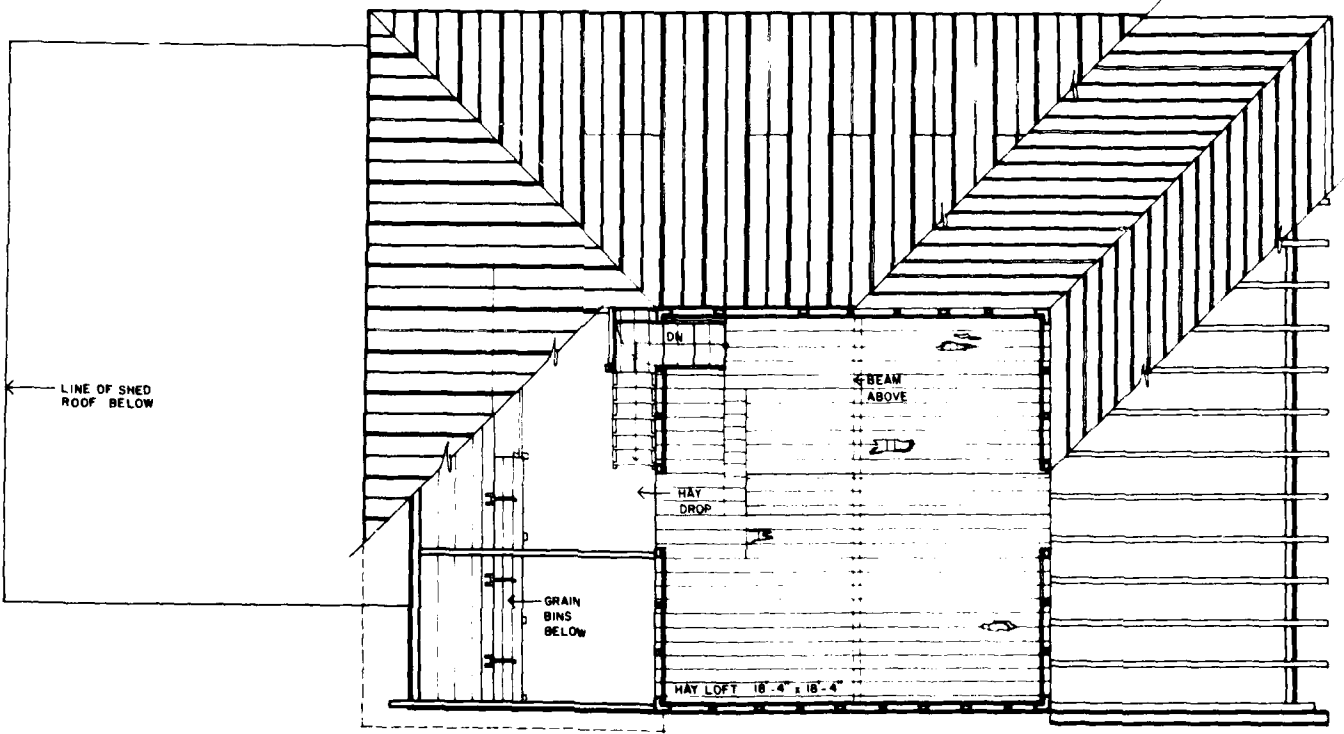 DN
LINE OF SHED
ROOF BELOW
BEAM
ABOVE
HAY
DROP
GRAIN
BINS
BELOW
HAY LOFT 18'-4" x 18'-4"